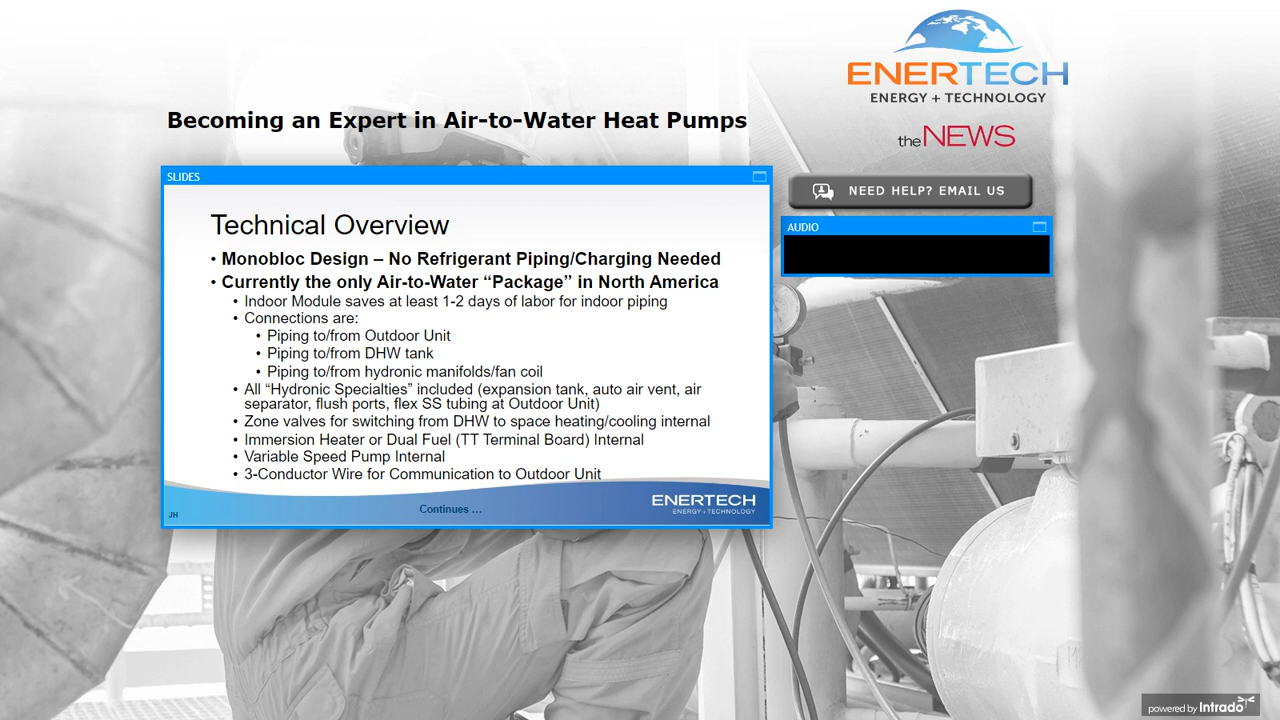 ENERTECH
ENERGY + TECHNOLOGY
Becoming an Expert in Air-to-Water Heat Pumps
the NEWS
SLIDES
NEED HELP? EMAIL US
AUDIO
Technical Overview
• Monobloc Design – No Refrigerant Piping/Charging Needed
• Currently the only Air-to-Water “Package” in North America
• Indoor Module saves at least 1-2 days of labor for indoor piping
• Connections are:
• Piping to/from Outdoor Unit
• Piping to/from DHW tank
• Piping to/from hydronic manifolds/fan coil
• All “Hydronic Specialties” included (expansion tank, auto air vent, air
separator, flush ports, flex SS tubing at Outdoor Unit)
• Zone valves for switching from DHW to space heating/cooling internal
• Immersion Heater or Dual Fuel (TT Terminal Board) Internal
• Variable Speed Pump Internal
• 3-Conductor Wire for Communication to Outdoor Unit
JH
Continues ...
ENERTECH
ENERGY + TECHNOLOGY
powered by Intrado